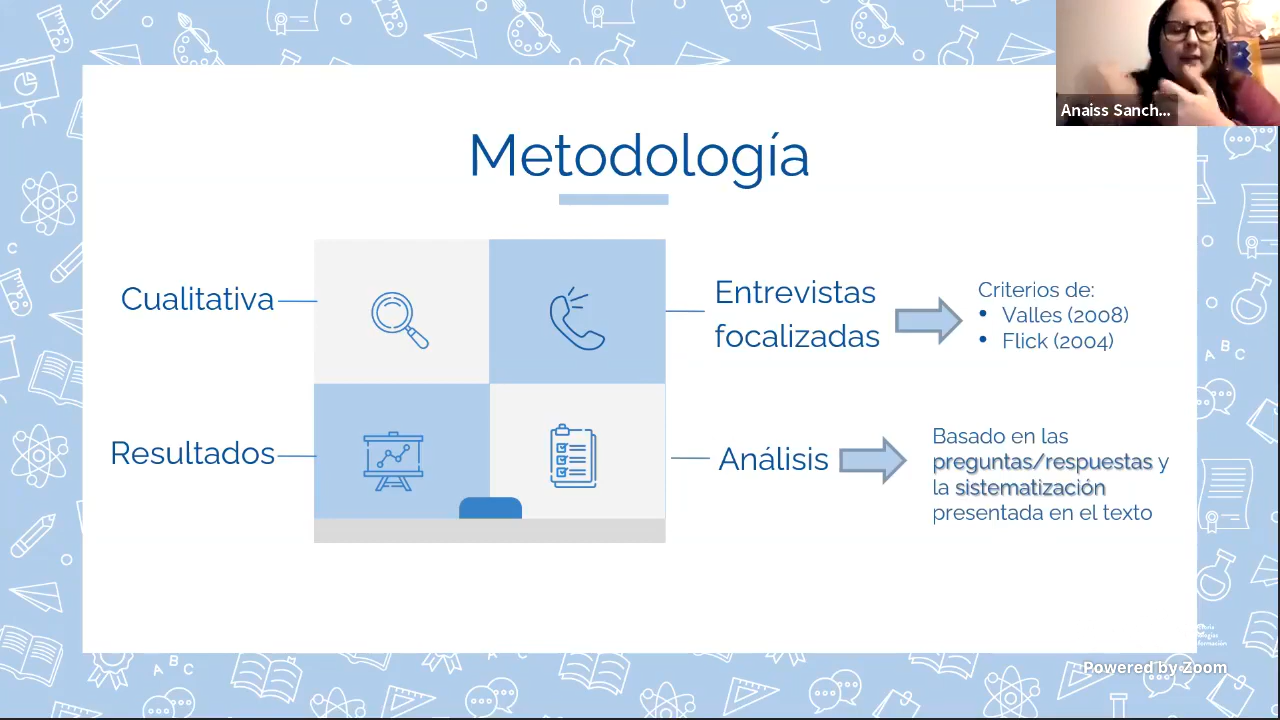 Anaiss Sanch...
Metodología
Cualitativa
Entrevistas
focalizadas
Criterios de:
• Valles (2008)
• Flick (2004)
Resultados
Análisis
Basado en las
preguntas/respuestas y
la sistematización
presentada en el texto
A B C
A B C
Powered by Zoom